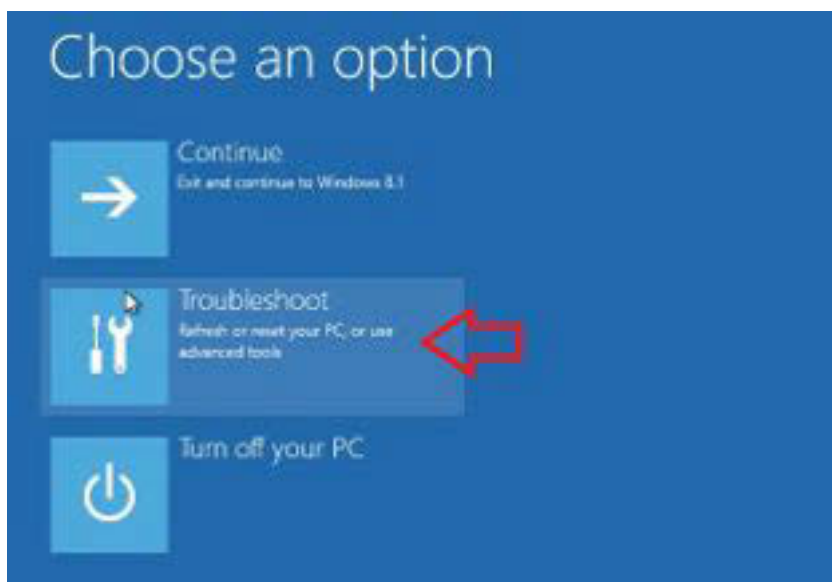 Choose an option
Continue
Exit and continue to Windows 8.1
Troubleshoot
Refresh or reset your PC, or use
advanced tools
Turn off your PC